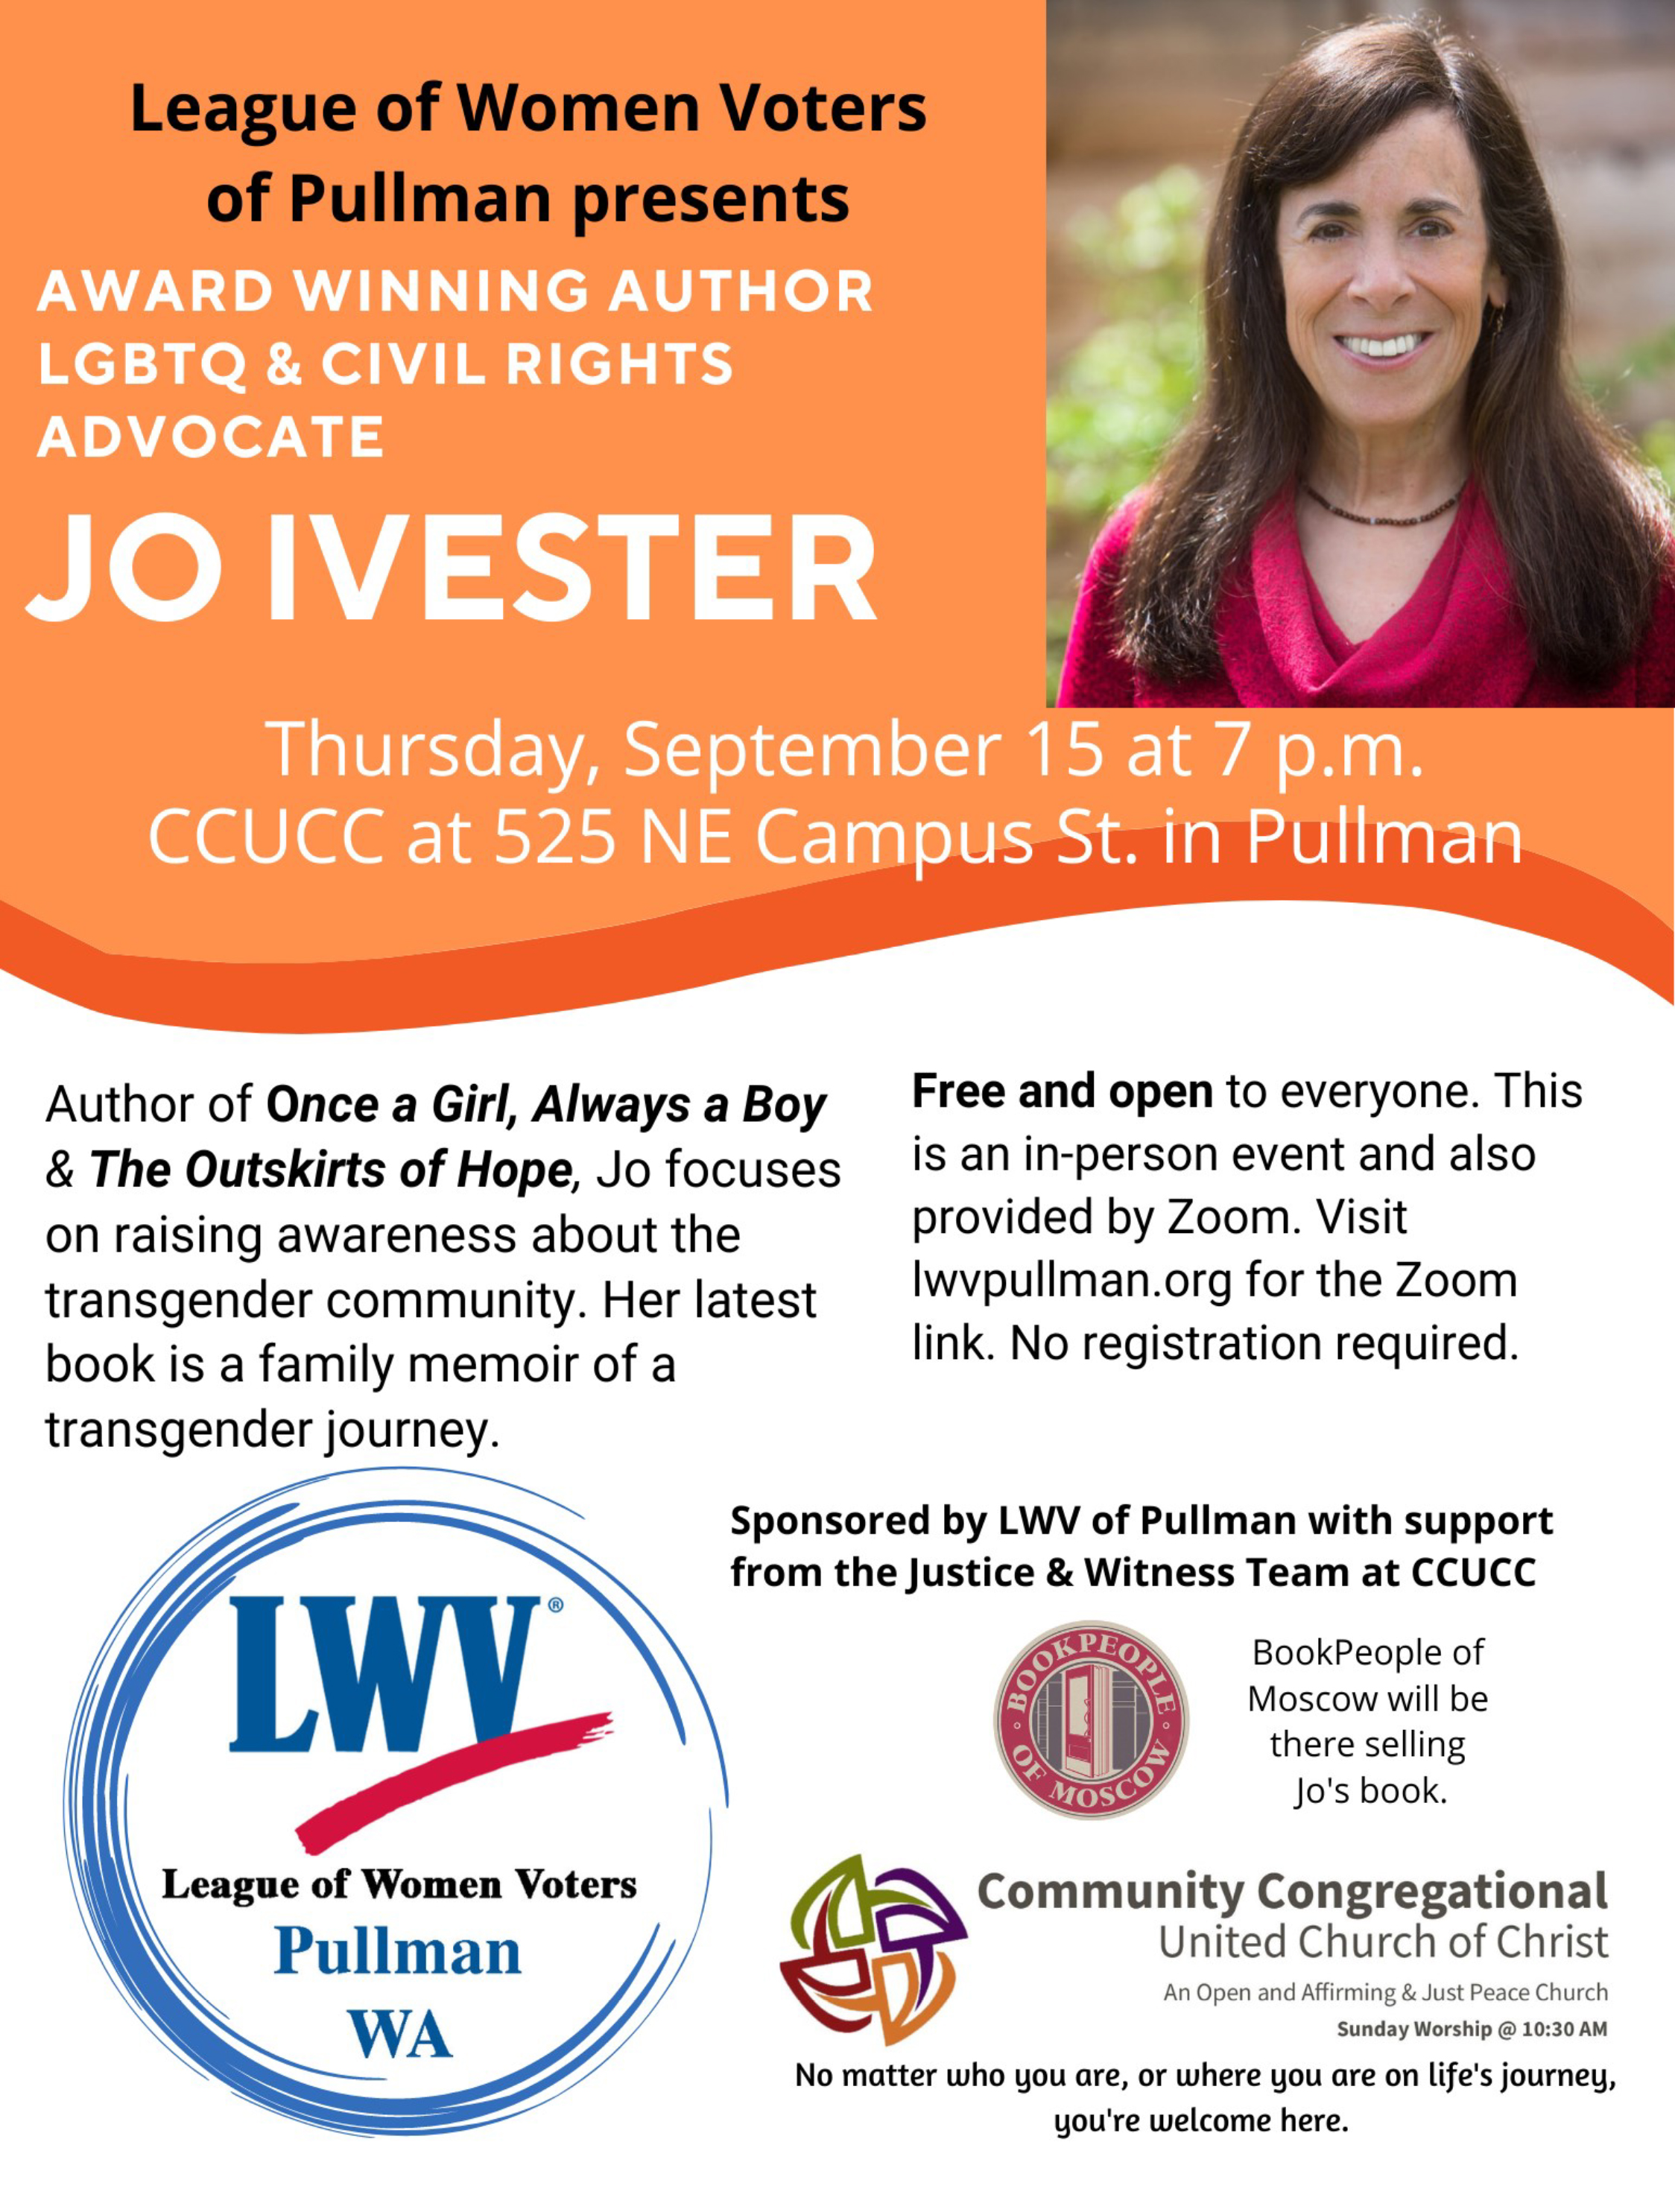 League of Women Voters
of Pullman presents
AWARD WINNING AUTHOR
LGBTQ & CIVIL RIGHTS
ADVOCATE
JO IVESTER
Thursday, September 15 at 7 p.m.
CCUCC at 525 NE Campus St. in Pullman
Author of Once a Girl, Always a Boy
& The Outskirts of Hope, Jo focuses
on raising awareness about the
transgender community. Her latest
book is a family memoir of a
transgender journey.
Free and open to everyone. This
is an in-person event and also
provided by Zoom. Visit
lwvpullman.org for the Zoom
link. No registration required.
LWV®
League of Women Voters
Pullman
WA
Sponsored by LWV of Pullman with support
from the Justice & Witness Team at CCUCC
BOOKPEOPLE
OF MOSCOW
BookPeople of
Moscow will be
there selling
Jo's book.
Community Congregational
United Church of Christ
An Open and Affirming & Just Peace Church
Sunday Worship @ 10:30 AM
No matter who you are, or where you are on life's journey,
you're welcome here.